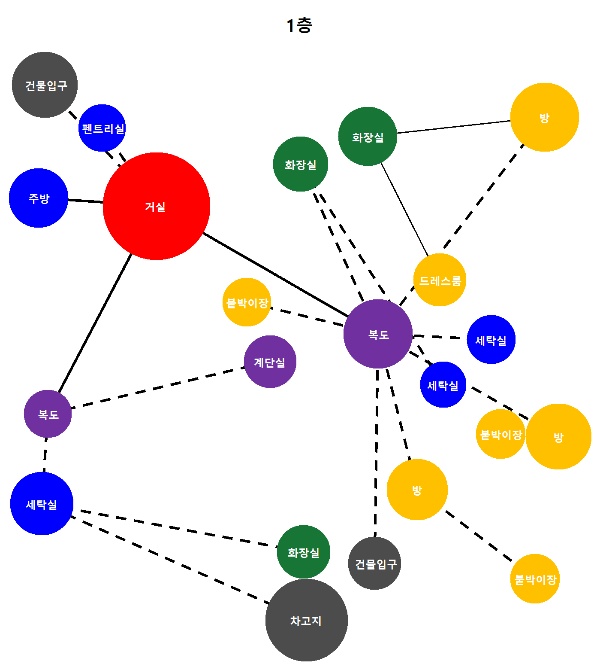 1층
건물입구
펜트리실
방
화장실
화장실
주방
거실
드레스룸
붙박이장
복도
세탁실
계단실
세탁실
복도
붙박이장
방
방
세탁실
화장실
건물입구
붙박이장
차고지